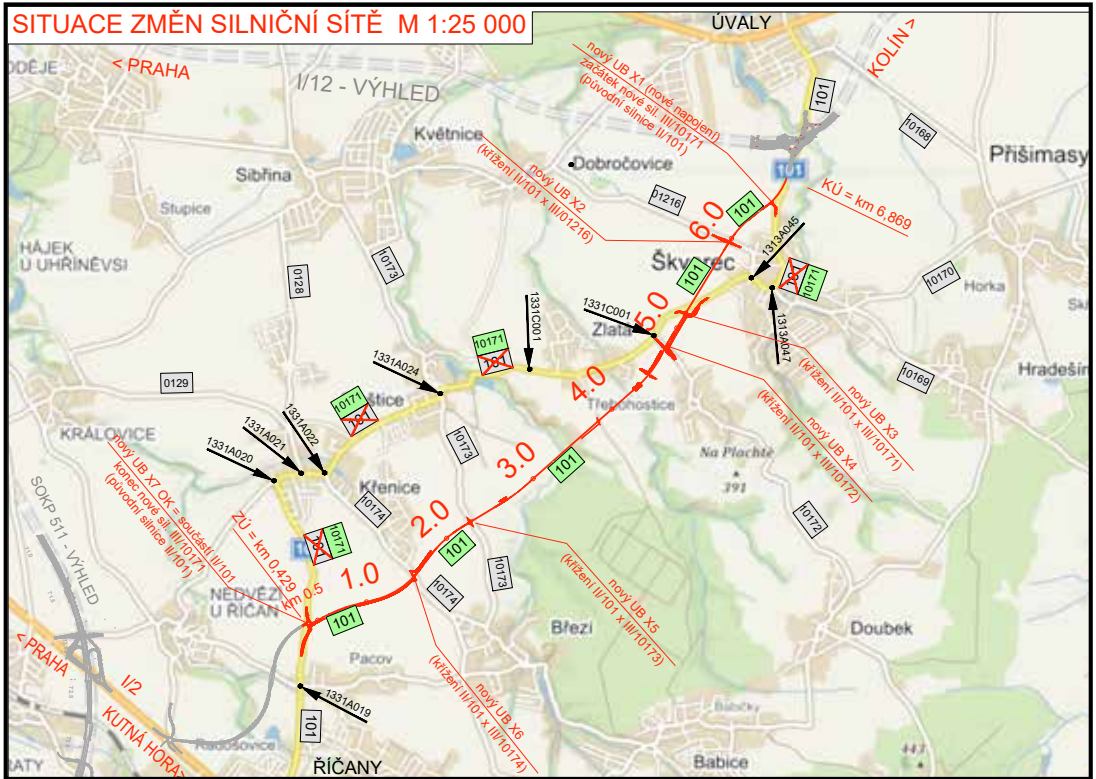 SITUACE ZMĚN SILNIČNÍ SÍTĚ M 1:25 000
ÚVALY
< PRAHA
KOLÍN >
I/12 - VÝHLED
101
nový UB X1 (nové napojení)
začátek nové sil. III/10171
(původní silnice II/101)
Květnice
10168
Přišimasy
Dobročovice
Sibřina
101
nový UB X2
(křížení II/101 x III/01216)
01216
101
KÚ = km 6,869
Stupice
6.0
1313A045
HÁJEK
U UHŘÍNĚVSI
10173
0128
101
10171
10170
Horka
1331C001
1331C001
5.0
Zlatá
1313A047
Hradešín
10171
101
1331A024
4.0
10169
0129
10171
101
Třebohostice
nový UB X3
(křížení II/101 x III/10171)
KRÁLOVICE
1331A022
1331A021
1331A020
10173
nový UB X4
(křížení II/101 x III/10172)
Na Plachtě
391
3.0
101
nový UB X7 OK = součástí II/101
konec nové sil. III/10171
(původní silnice II/101)
Křenice
10174
2.0
10172
SOKP 511 - VÝHLED
101
10171
101
ZÚ = km 0,429
km 0.5
1.0
10173
10174
NEDVĚZÍ
U ŘÍČAN
101
nový UB X5
(křížení II/101 x III/10173)
Březí
Doubek
Pacov
< PRAHA
I/2
KUTNÁ HORA>
1331A019
nový UB X6
(křížení II/101 x III/10174)
101
Babičky
Radošovice
443
ŘÍČANY
Babice